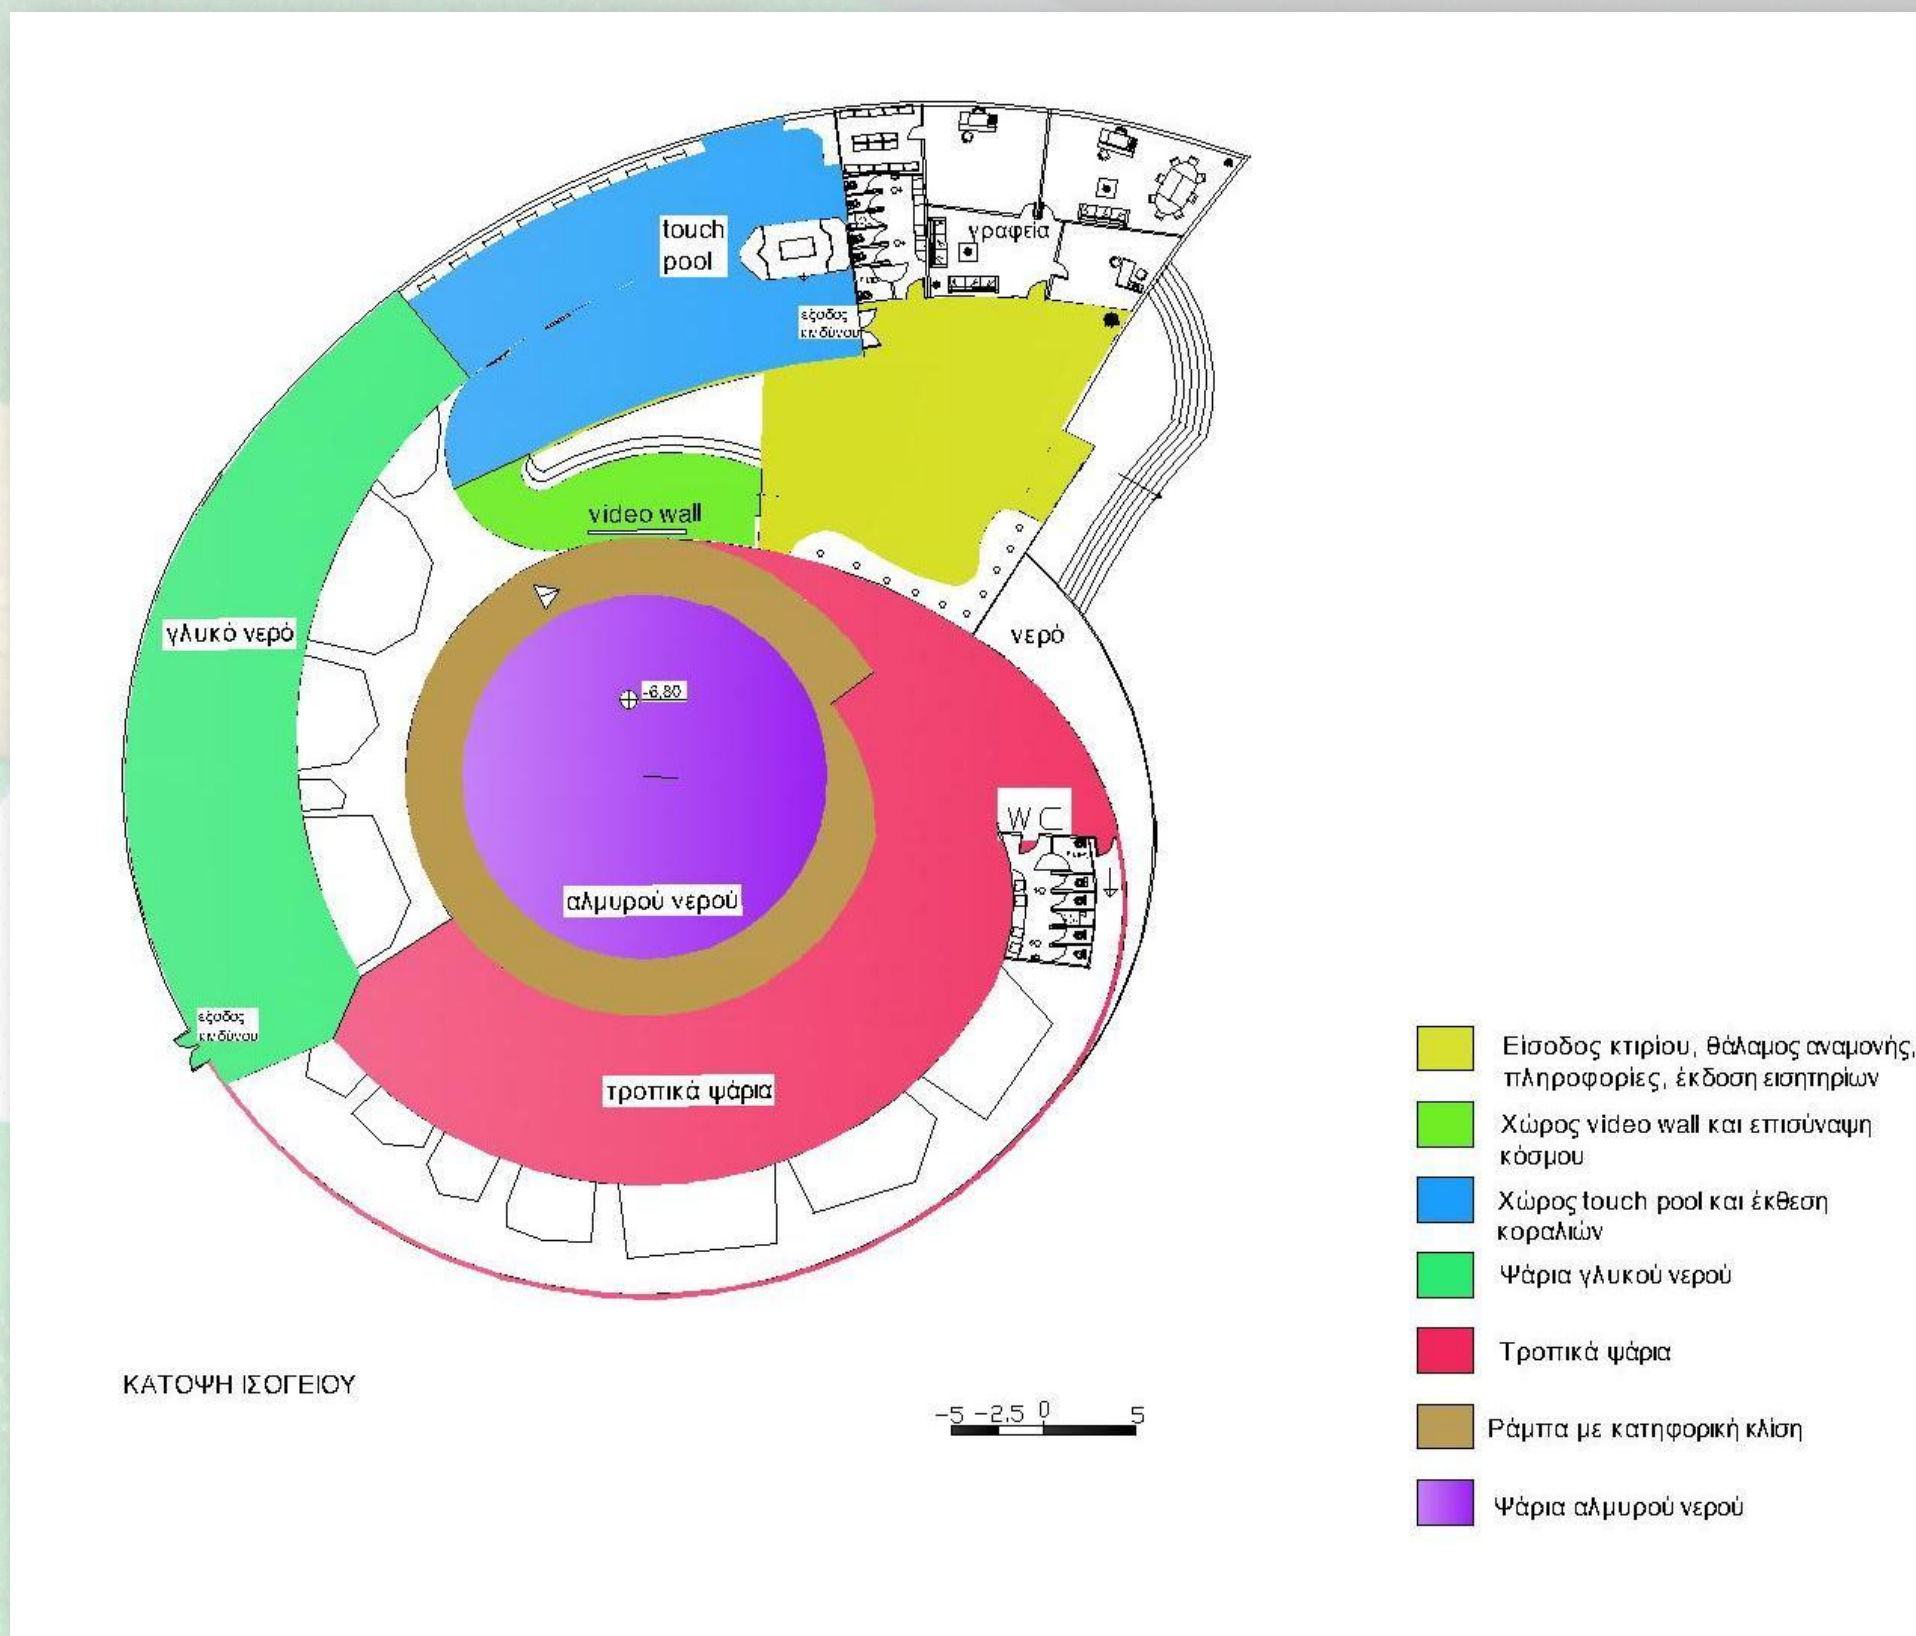 touch
pool
γραφεία
εξοδος
κινδύνου
video wall
γλυκό νερό
νερό
-6,80
WC
αλμυρού νερού
εξοδος
κινδύνου
τροπικά ψάρια
Είσοδος κτιρίου, θάλαμος αναμονής,
πληροφορίες, έκδοση εισητηρίων
Χώρος video wall και επισύναψη
κόσμου
Χώρος touch pool και έκθεση
κοραλιών
Ψάρια γλυκού νερού
Τροπικά ψάρια
Ράμπα με κατηφορική κλίση
Ψάρια αλμυρού νερού
ΚΑΤΟΨΗ ΙΣΟΓΕΙΟΥ
-5 -2,5 0 5